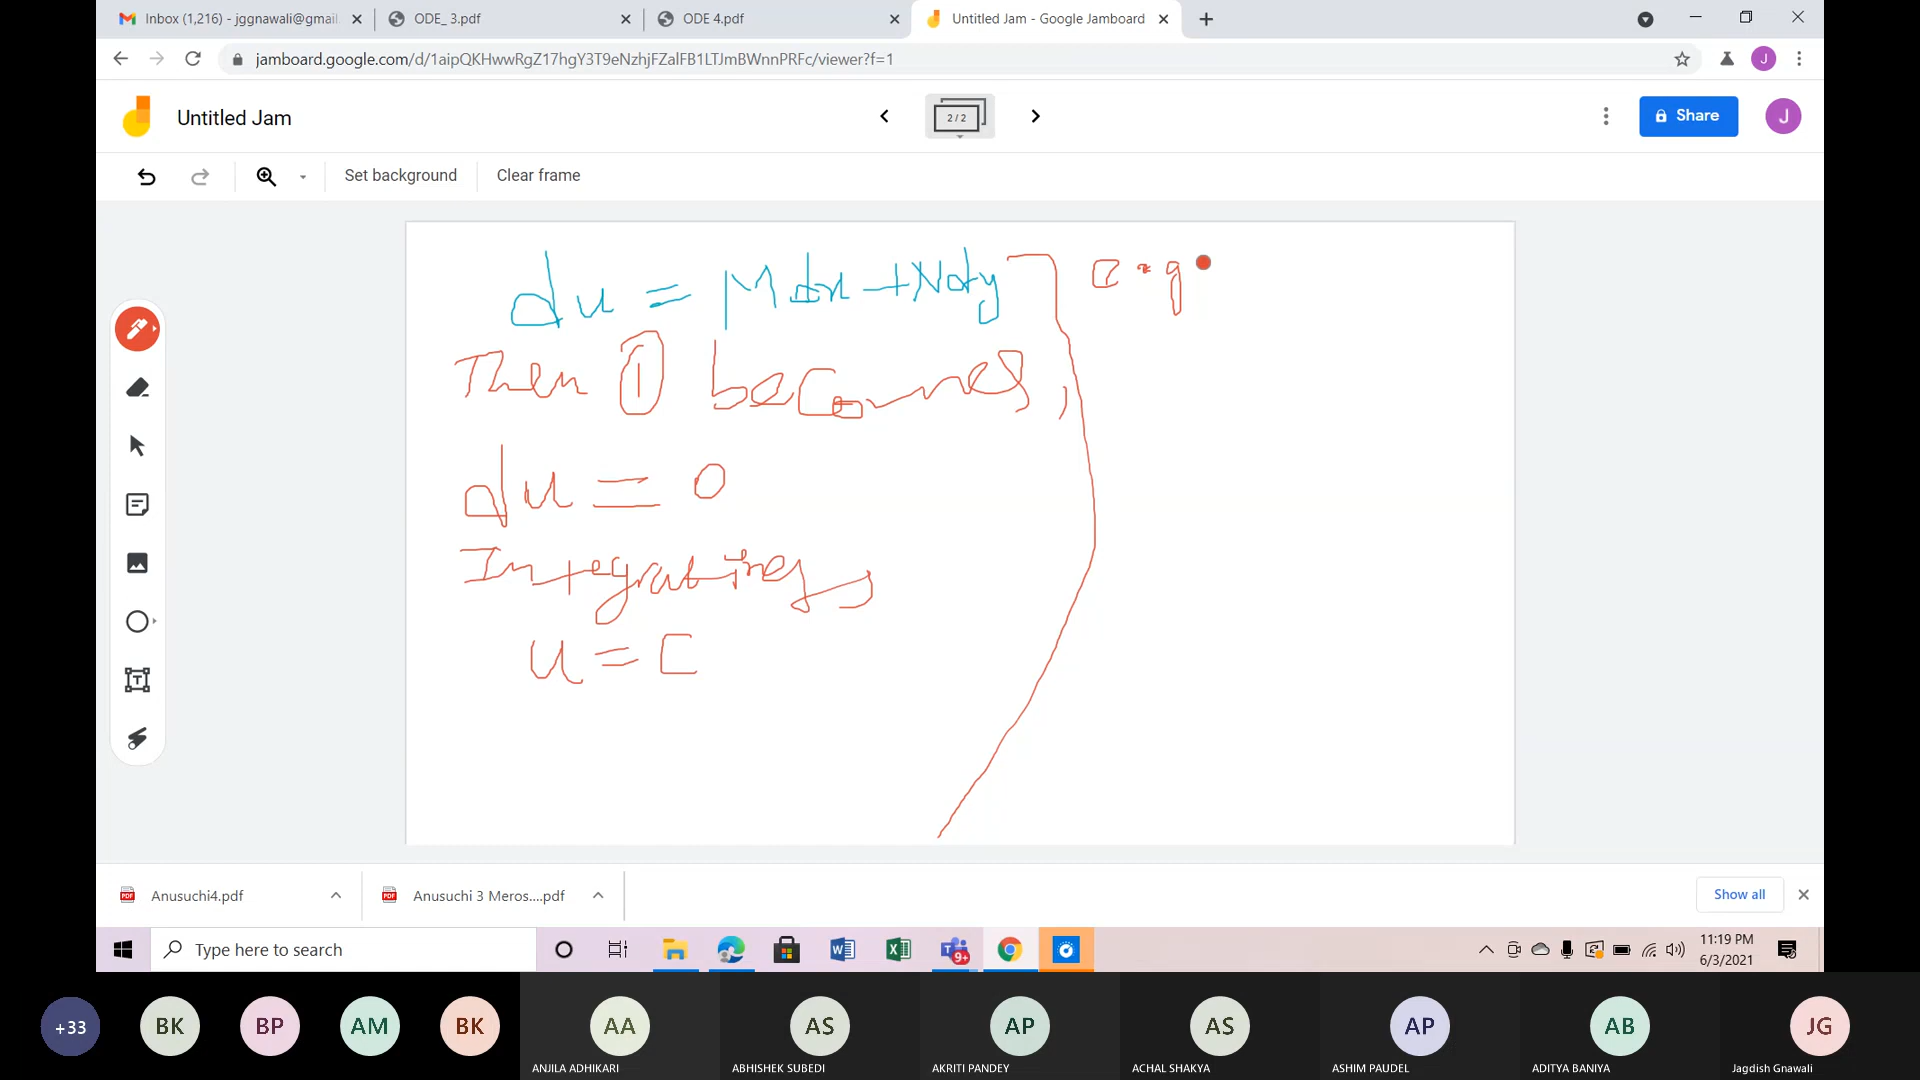 Inbox (1,216) - jggnawali@gmail.
ODE_ 3.pdf
ODE 4.pdf
Untitled Jam - Google Jamboard
jamboard.google.com/d/1aipQKHwwRgZ17hgY3T9eNzhjFZalFB1LTJmBWnnPRFc/viewer?f=1
J
Untitled Jam
2 / 2
Share
J
Set background
Clear frame
du = Mdx + Ndy
Then ① becomes,
du = 0
Integrating,
u = C
e.g.
Anusuchi4.pdf
Anusuchi 3 Meros....pdf
Show all
Type here to search
9+
11:19 PM
6/3/2021
+33
BK
BP
AM
BK
AA
ANJILA ADHIKARI
AS
ABHISHEK SUBEDI
AP
AKRITI PANDEY
AS
ACHAL SHAKYA
AP
ASHIM PAUDEL
AB
ADITYA BANIYA
JG
Jagdish Gnawali